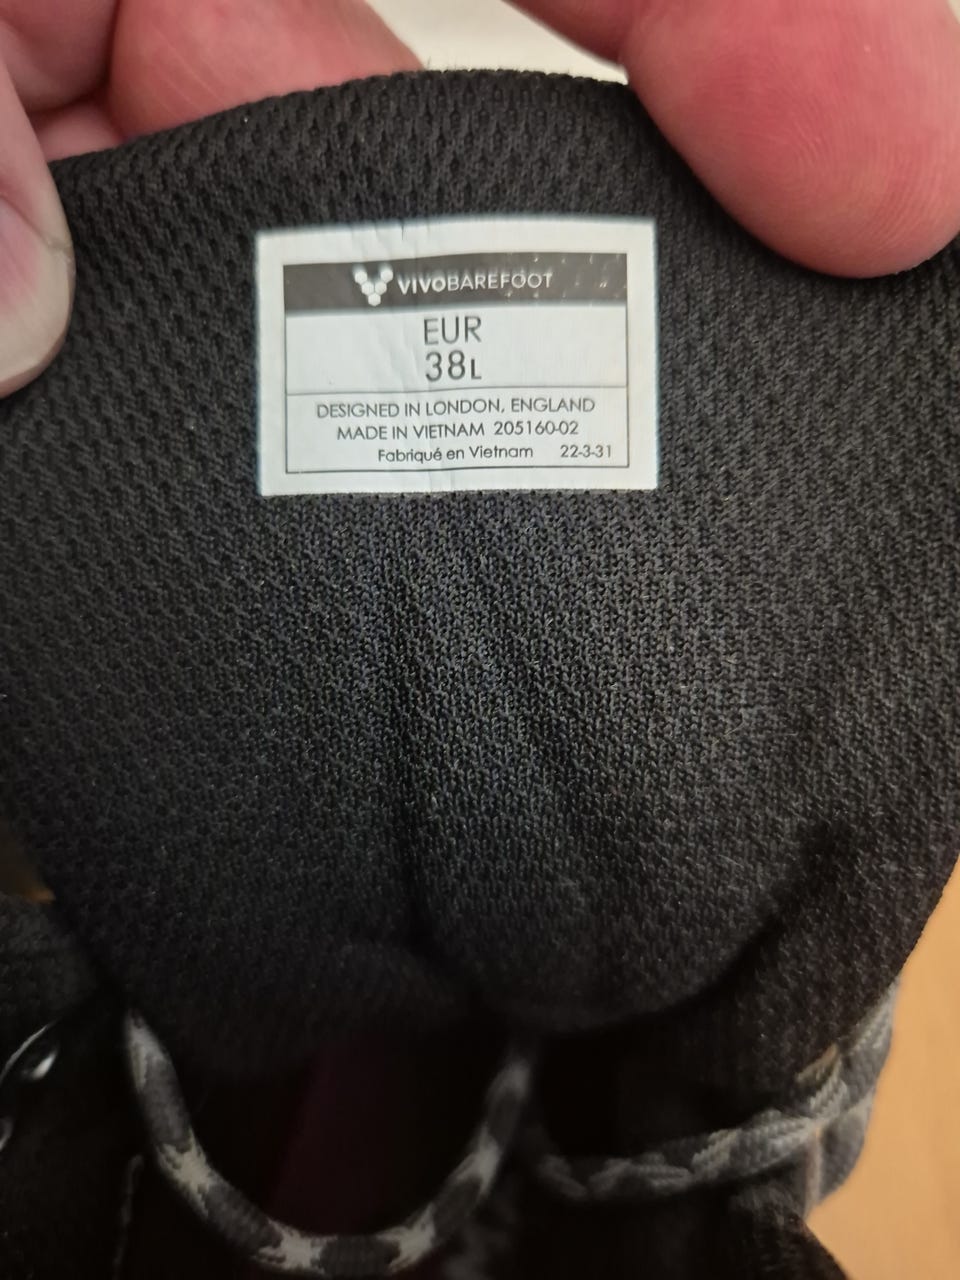 VIVOBAREFOOT
EUR
38L
DESIGNED IN LONDON, ENGLAND
MADE IN VIETNAM 205160-02
Fabriqué en Vietnam 22-3-31